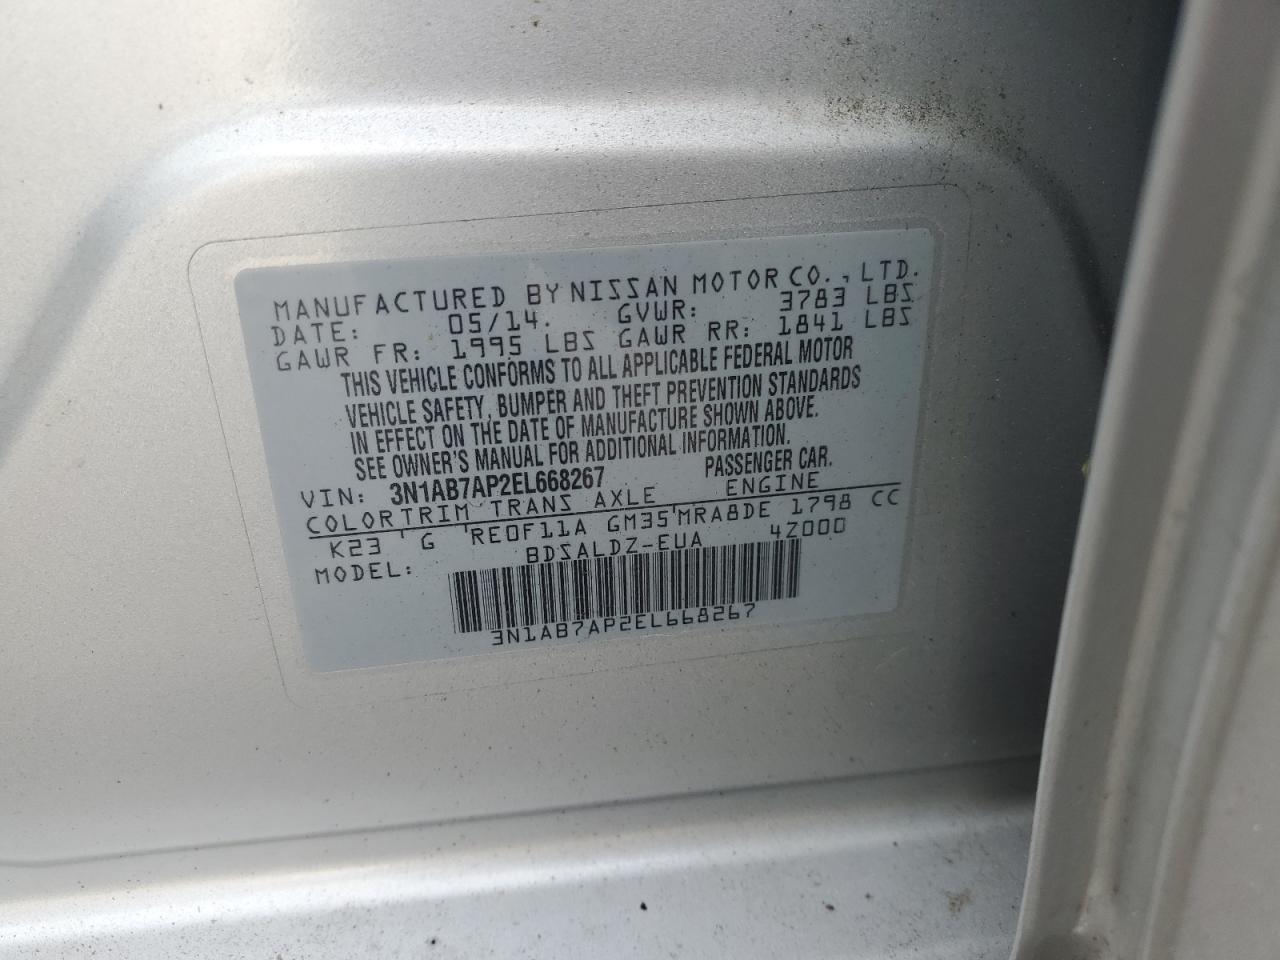 MANUFACTURED BY NISSAN MOTOR CO., LTD.
DATE: 05/14. GVWR: 3783 LBS
GAWR FR: 1995 LBS GAWR RR: 1841 LBS
THIS VEHICLE CONFORMS TO ALL APPLICABLE FEDERAL MOTOR
VEHICLE SAFETY, BUMPER AND THEFT PREVENTION STANDARDS
IN EFFECT ON THE DATE OF MANUFACTURE SHOWN ABOVE.
SEE OWNER'S MANUAL FOR ADDITIONAL INFORMATION.
VIN: 3N1AB7AP2EL668267 PASSENGER CAR.
COLOR TRIM TRANS AXLE ENGINE
K23 G RE0F11A GM35 MRA8DE 1798 CC
MODEL: BDSALDZ-EUA 4Z000
3N1AB7AP2EL668267